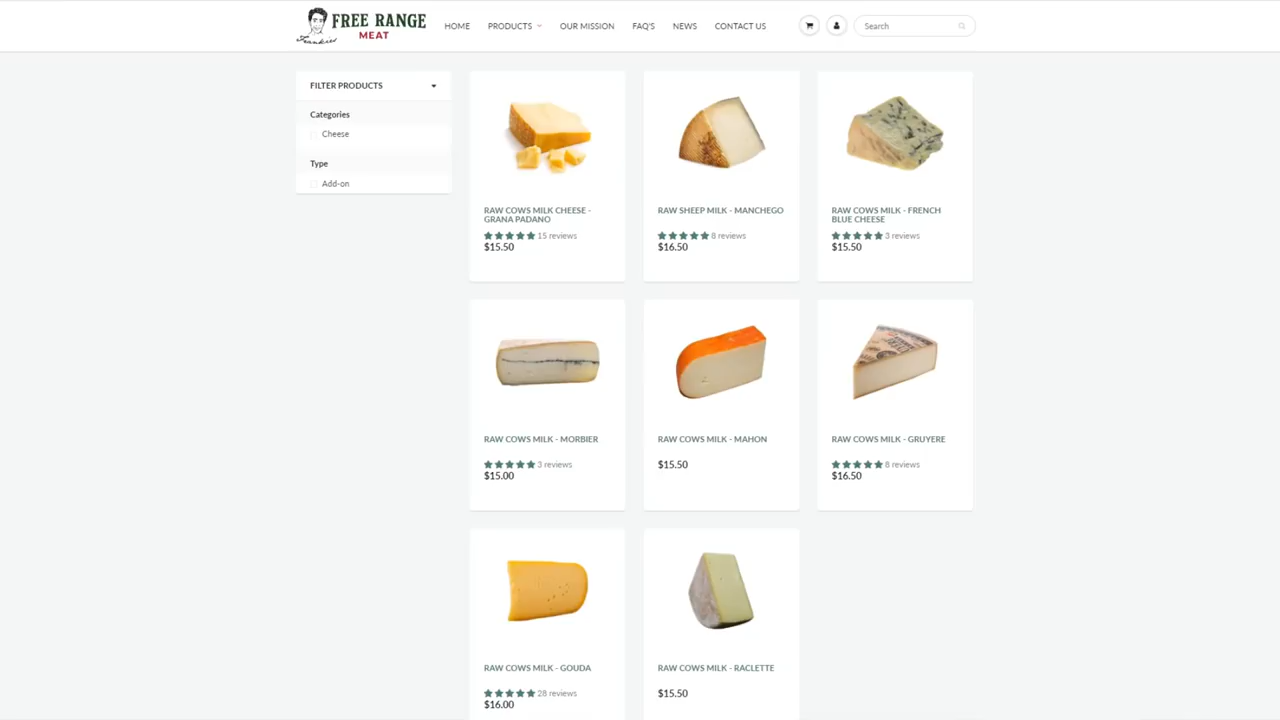 FREE RANGE
MEAT
Frankies
HOME
PRODUCTS
OUR MISSION
FAQ'S
NEWS
CONTACT US
Search
FILTER PRODUCTS
Categories
Cheese
Type
Add-on
RAW COWS MILK CHEESE -
GRANA PADANO
15 reviews
$15.50
RAW SHEEP MILK - MANCHEGO
8 reviews
$16.50
RAW COWS MILK - FRENCH
BLUE CHEESE
3 reviews
$15.50
RAW COWS MILK - MORBIER
3 reviews
$15.00
RAW COWS MILK - MAHON
$15.50
RAW COWS MILK - GRUYERE
8 reviews
$16.50
RAW COWS MILK - GOUDA
28 reviews
$16.00
RAW COWS MILK - RACLETTE
$15.50